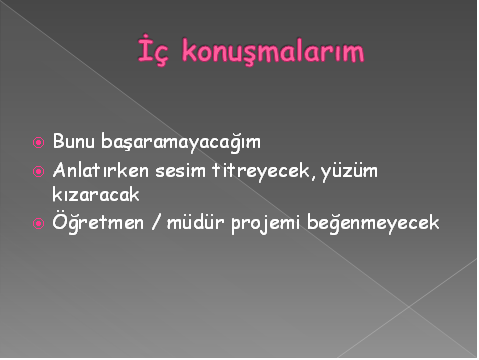 İç konuşmalarım
Bunu başaramayacağım
Anlatırken sesim titreyecek, yüzüm
kızaracak
Öğretmen / müdür projemi beğenmeyecek